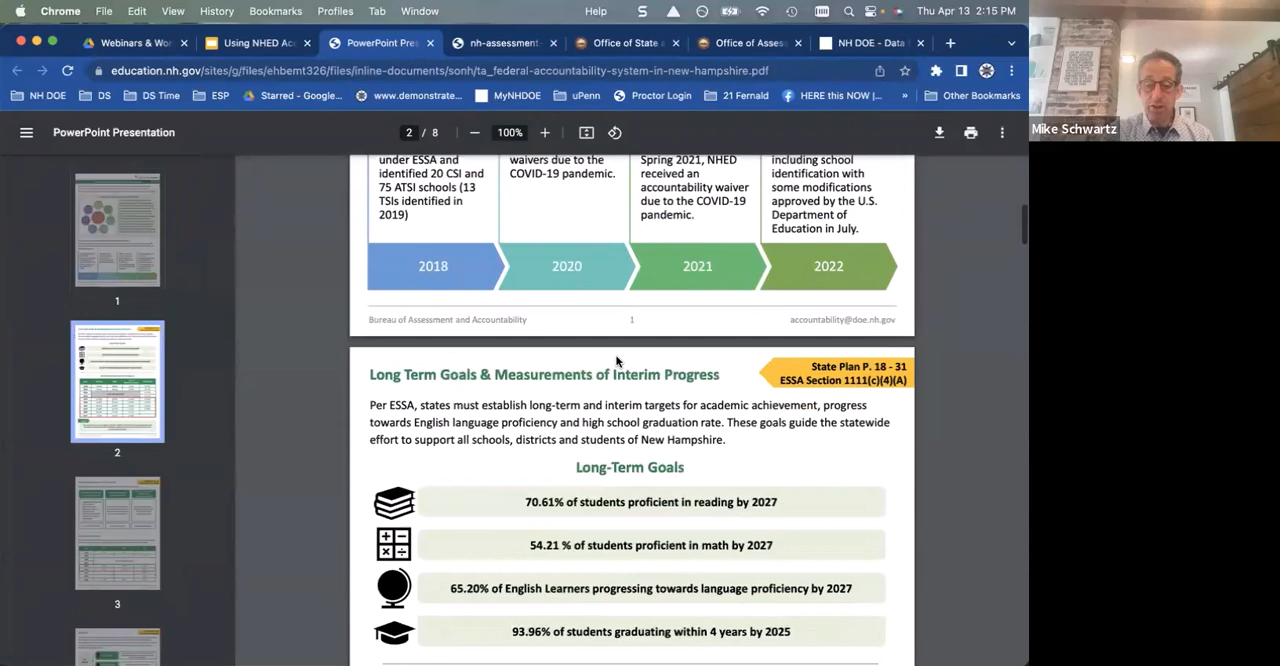 Chrome File Edit View History Bookmarks Profiles Tab Window Help Thu Apr 13 2:15 PM
Webinars & Wo Using NHED Acc PowerPoint Pres nh-assessment- Office of State a Office of Assess NH DOE - Data
education.nh.gov/sites/g/files/ehbemt326/files/inline-documents/sonh/ta_federal-accountability-system-in-new-hampshire.pdf
NH DOE DS DS Time ESP Starred - Google... www.demonstrate... MyNHDOE uPenn Proctor Login 21 Fernald HERE this NOW |... » Other Bookmarks
PowerPoint Presentation 2 / 8 100%
Mike Schwartz
1
2
3
under ESSA and
identified 20 CSI and
75 ATSI schools (13
TSIs identified in
2019)
waivers due to the
COVID-19 pandemic.
Spring 2021, NHED
received an
accountability waiver
due to the COVID-19
pandemic.
including school
identification with
some modifications
approved by the U.S.
Department of
Education in July.
2018 2020 2021 2022
Bureau of Assessment and Accountability 1 accountability@doe.nh.gov
Long Term Goals & Measurements of Interim Progress
State Plan P. 18 - 31
ESSA Section 1111(c)(4)(A)
Per ESSA, states must establish long-term and interim targets for academic achievement, progress
towards English language proficiency and high school graduation rate. These goals guide the statewide
effort to support all schools, districts and students of New Hampshire.
Long-Term Goals
70.61% of students proficient in reading by 2027
54.21 % of students proficient in math by 2027
65.20% of English Learners progressing towards language proficiency by 2027
93.96% of students graduating within 4 years by 2025